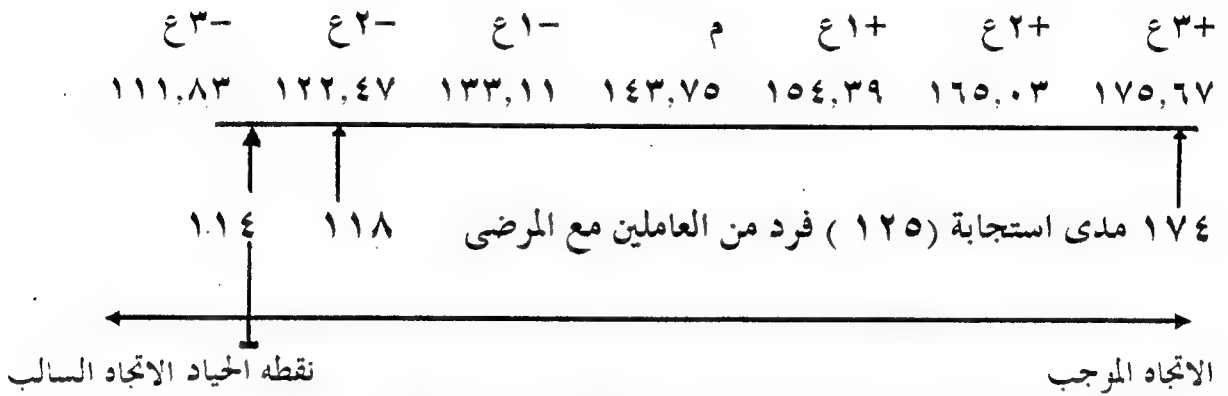 +٣ع +٢ع +١ع م -١ع -٢ع -٣ع
١٧٥,٦٧ ١٦٥,٠٣ ١٥٤,٣٩ ١٤٣,٧٥ ١٣٣,١١ ١٢٢,٤٧ ١١١,٨٣
١٧٤ مدى استجابة (١٢٥ ) فرد من العاملين مع المرضى ١١٨ ١١٤
الاتجاه الموجب نقطه الحياد الاتجاه السالب